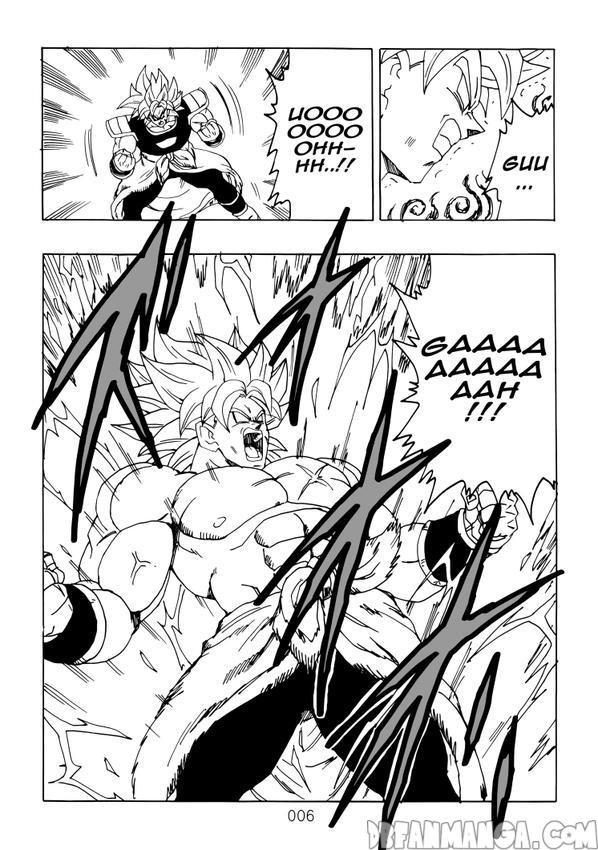 UOOO
OOOO
OHH-
HH..!!
GUU
...
GAAAA
AAAAA
AAH
!!!
006
DBFANMANGA.COM